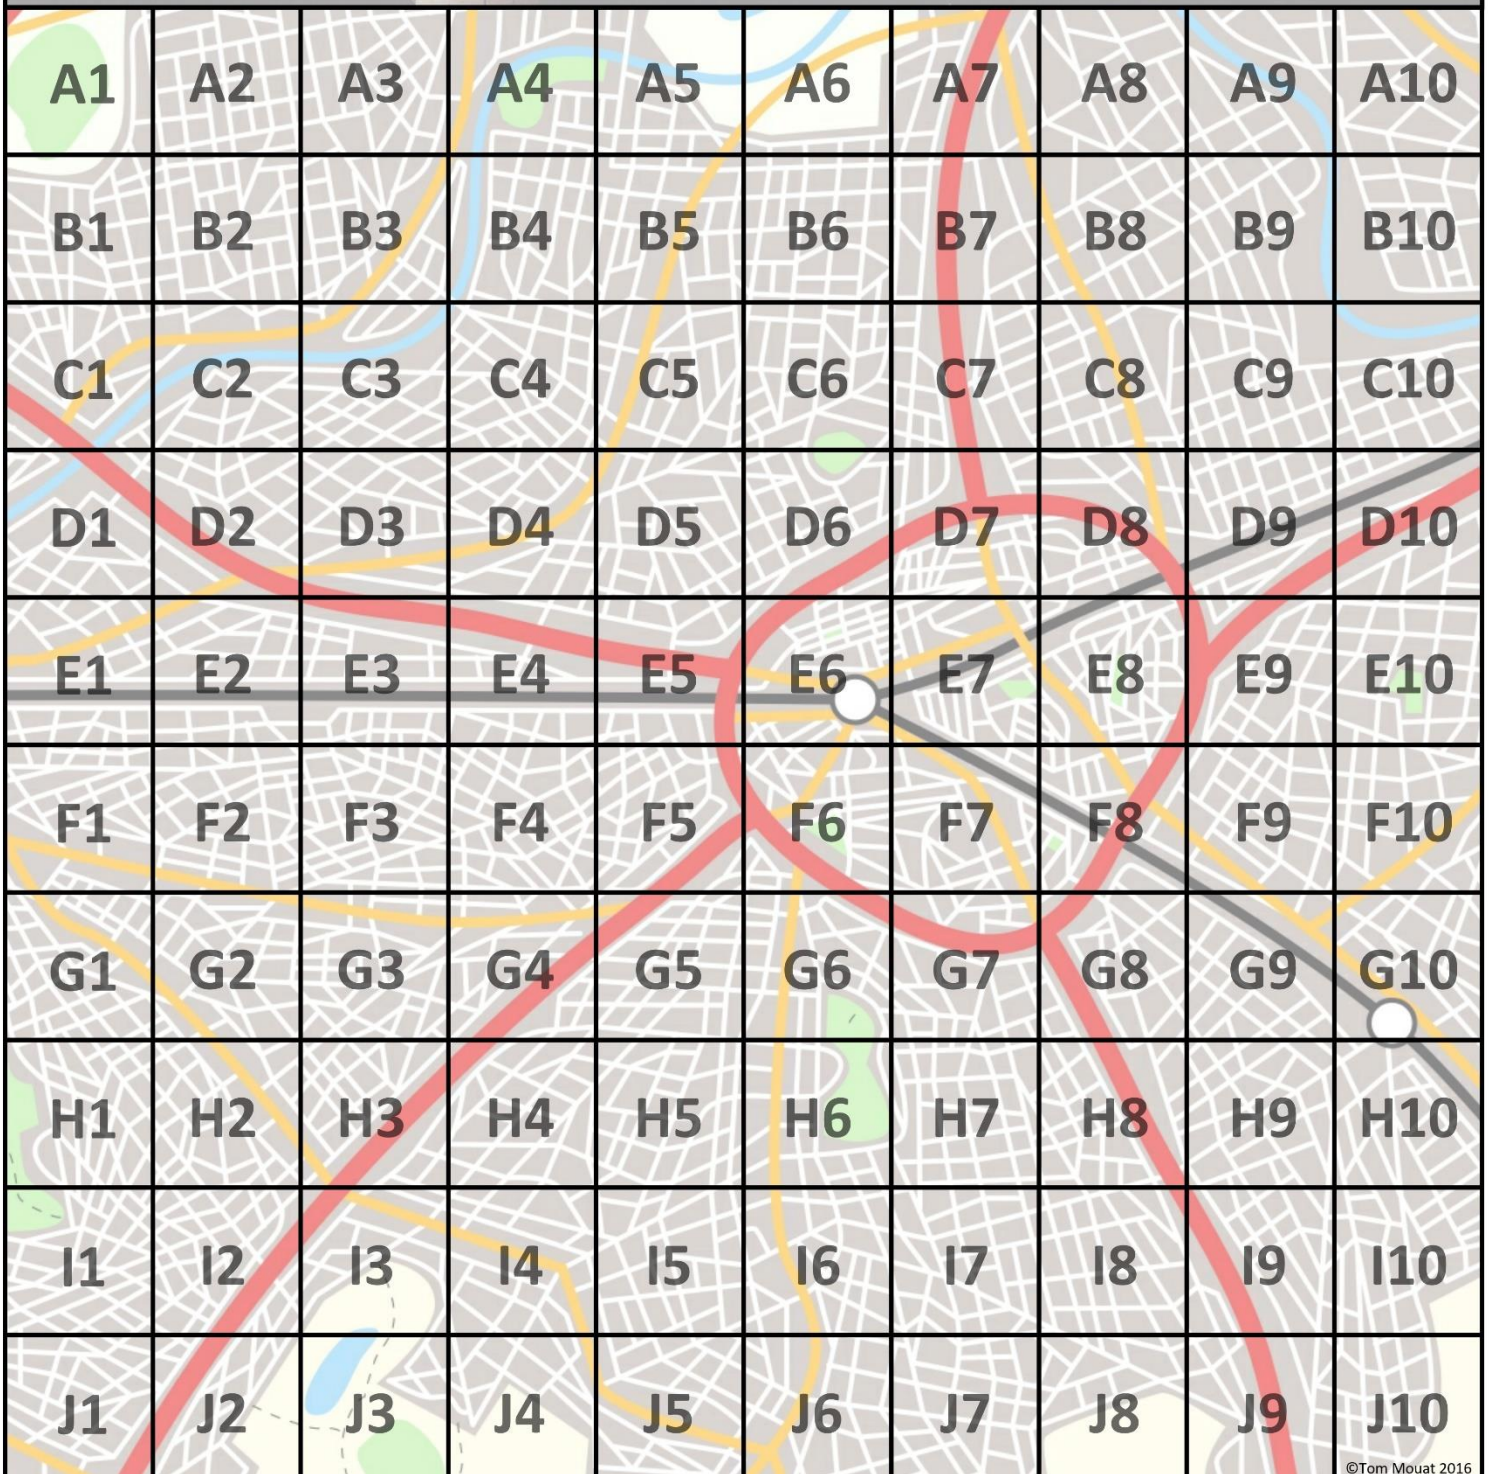 A1 A2 A3 A4 A5 A6 A7 A8 A9 A10
B1 B2 B3 B4 B5 B6 B7 B8 B9 B10
C1 C2 C3 C4 C5 C6 C7 C8 C9 C10
D1 D2 D3 D4 D5 D6 D7 D8 D9 D10
E1 E2 E3 E4 E5 E6 E7 E8 E9 E10
F1 F2 F3 F4 F5 F6 F7 F8 F9 F10
G1 G2 G3 G4 G5 G6 G7 G8 G9 G10
H1 H2 H3 H4 H5 H6 H7 H8 H9 H10
I1 I2 I3 I4 I5 I6 I7 I8 I9 I10
J1 J2 J3 J4 J5 J6 J7 J8 J9 J10
©Tom Mouat 2016